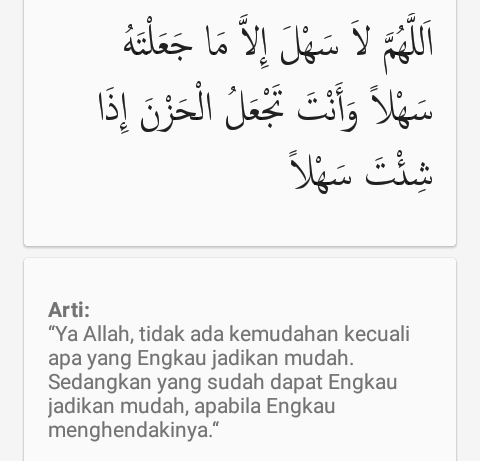 اَللَّهُمَّ لاَ سَهْلَ إِلاَّ مَا جَعَلْتَهُ
سَهْلاً وَأَنْتَ تَجْعَلُ الْحَزْنَ إِذَا
شِئْتَ سَهْلاً
Arti:
“Ya Allah, tidak ada kemudahan kecuali
apa yang Engkau jadikan mudah.
Sedangkan yang sudah dapat Engkau
jadikan mudah, apabila Engkau
menghendakinya.“